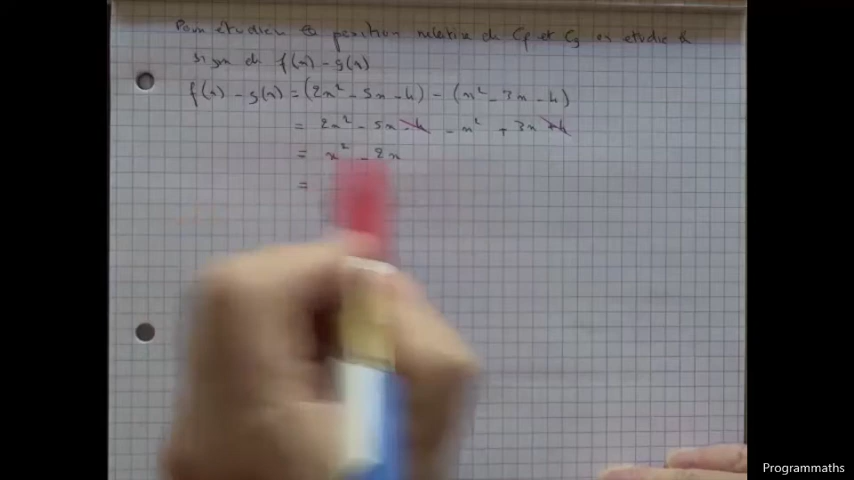 Pour étudier la position relative de Cf et Cg on étudie le
signe de f(x) - g(x)
f(x) - g(x) = (2x² - 5x - 4) - (x² - 3x - 4)
= 2x² - 5x - 4 - x² + 3x + 4
= x² - 2x
=
Programmaths